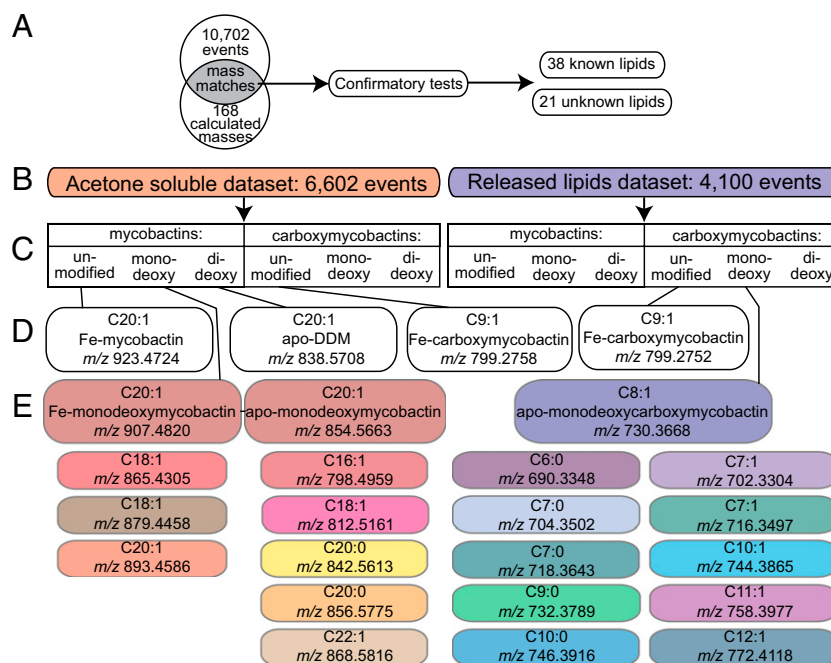 A
10,702
events
mass
matches
168
calculated
masses
Confirmatory tests
38 known lipids
21 unknown lipids
B
Acetone soluble dataset: 6,602 events
Released lipids dataset: 4,100 events
C
mycobactins:
carboxymycobactins:
mycobactins:
carboxymycobactins:
un-
modified
mono-
deoxy
di-
deoxy
un-
modified
mono-
deoxy
di-
deoxy
un-
modified
mono-
deoxy
di-
deoxy
un-
modified
mono-
deoxy
di-
deoxy
D
C20:1
Fe-mycobactin
m/z 923.4724
C20:1
apo-DDM
m/z 838.5708
C9:1
Fe-carboxymycobactin
m/z 799.2758
C9:1
Fe-carboxymycobactin
m/z 799.2752
E
C20:1
Fe-monodeoxymycobactin
m/z 907.4820
C20:1
apo-monodeoxymycobactin
m/z 854.5663
C8:1
apo-monodeoxycarboxymycobactin
m/z 730.3668
C18:1
m/z 865.4305
C18:1
m/z 879.4458
C20:1
m/z 893.4586
C16:1
m/z 798.4959
C18:1
m/z 812.5161
C20:0
m/z 842.5613
C20:0
m/z 856.5775
C22:1
m/z 868.5816
C6:0
m/z 690.3348
C7:0
m/z 704.3502
C7:0
m/z 718.3643
C9:0
m/z 732.3789
C10:0
m/z 746.3916
C7:1
m/z 702.3304
C7:1
m/z 716.3497
C10:1
m/z 744.3865
C11:1
m/z 758.3977
C12:1
m/z 772.4118